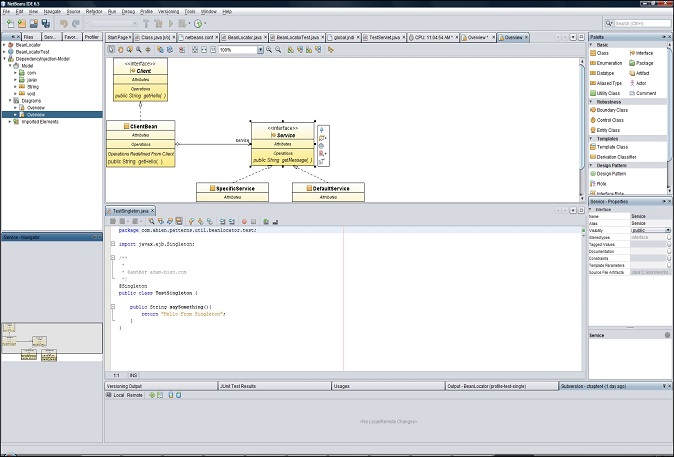 NetBeans IDE 6.5
File Edit View Navigate Source Refactor Run Debug Profile Versioning Tools Window Help
Search (Ctrl+I)
Files Serv... Favor... Profiler
Start Page Class.java [r/o] netbeans.conf BeanLocator.java BeanLocatorTest.java global.jndi TestServlet.java CPU: 11:04:54 AM Overview * Overview
100%
BeanLocator
BeanLocatorTest
DependencyInjection-Model
Model
com
String
void
Diagrams
Overview
Overview
Imported Elements
<<interface>>
Client
Attributes
Operations
public String getHello( )
ClientBean
Attributes
Operations
Operations Redefined From Client
public String getHello( )
Service
<<interface>>
Service
Attributes
Operations
public String getMessage( )
SpecificService
Attributes
DefaultService
Attributes
Palette
Basic
Class Interface
Enumeration Package
Datatype Artifact
Alias Actor
Utility Class Comment
Robustness
Boundary Class
Control Class
Entity Class
Templates
Template Class
Derivation Classifier
Design Pattern
Design Pattern
Role
Interface Role
Service - Properties
Interface
Name Service
Alias Service
Visibility public
Stereotypes interface
Tagged Values
Documentation
Constraints
Template Parameters
Source File Artifacts
Service
Service - Navigator
TestSingleton.java
package com.abien.patterns.util.beanlocator.test;
import javax.ejb.Singleton;
/**
*
* @author adam-bien.com
*/
@Singleton
public class TestSingleton {
public String saySomething(){
return "Hello from Singleton";
}
}
1:1 INS
Versioning Output JUnit Test Results Usages Output - BeanLocator (profile-test-single) Subversion - chapter4 (1 day ago)
All Local Remote
<No Local/Remote Changes>